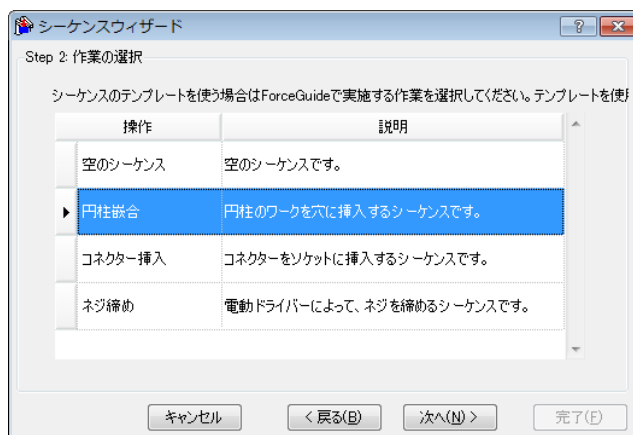 シーケンスウィザード
Step 2: 作業の選択
シーケンスのテンプレートを使う場合はForceGuideで実施する作業を選択してください。テンプレートを使用
操作 説明
空のシーケンス 空のシーケンスです。
円柱嵌合 円柱のワークを穴に挿入するシーケンスです。
コネクター挿入 コネクターをソケットに挿入するシーケンスです。
ネジ締め 電動ドライバーによって、ネジを締めるシーケンスです。
キャンセル < 戻る(B) 次へ(N) > 完了(F)